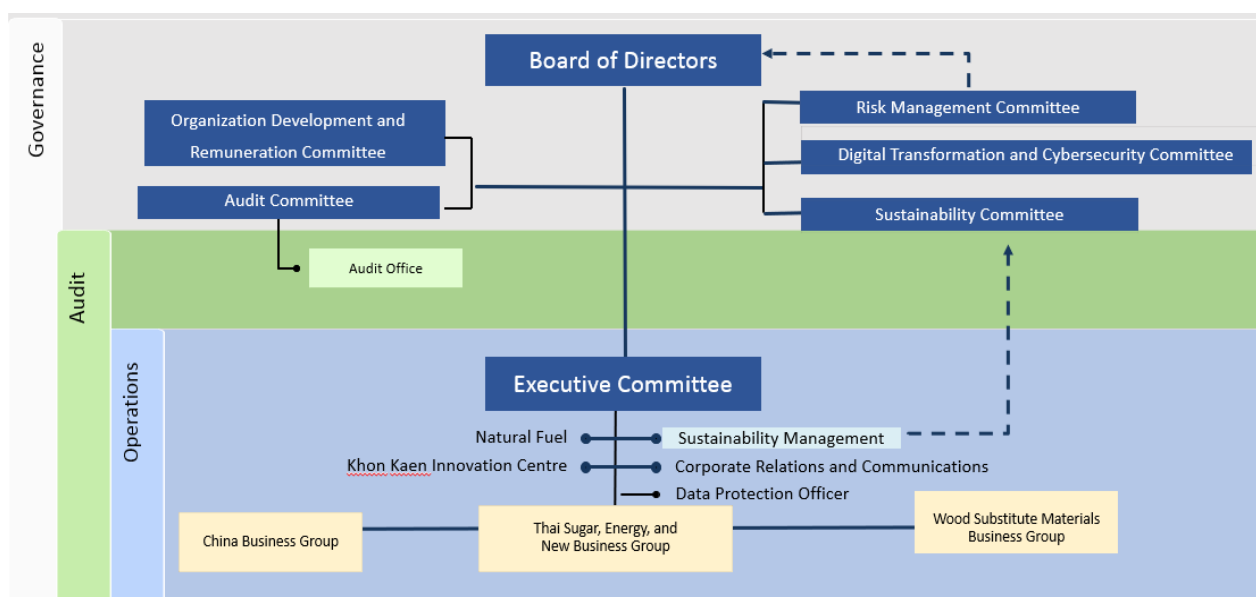 Governance
Board of Directors
Organization Development and
Remuneration Committee
Audit Committee
Risk Management Committee
Digital Transformation and Cybersecurity Committee
Sustainability Committee
Audit
Audit Office
Operations
Executive Committee
Natural Fuel
Sustainability Management
Khon Kaen Innovation Centre
Corporate Relations and Communications
Data Protection Officer
China Business Group
Thai Sugar, Energy, and
New Business Group
Wood Substitute Materials
Business Group